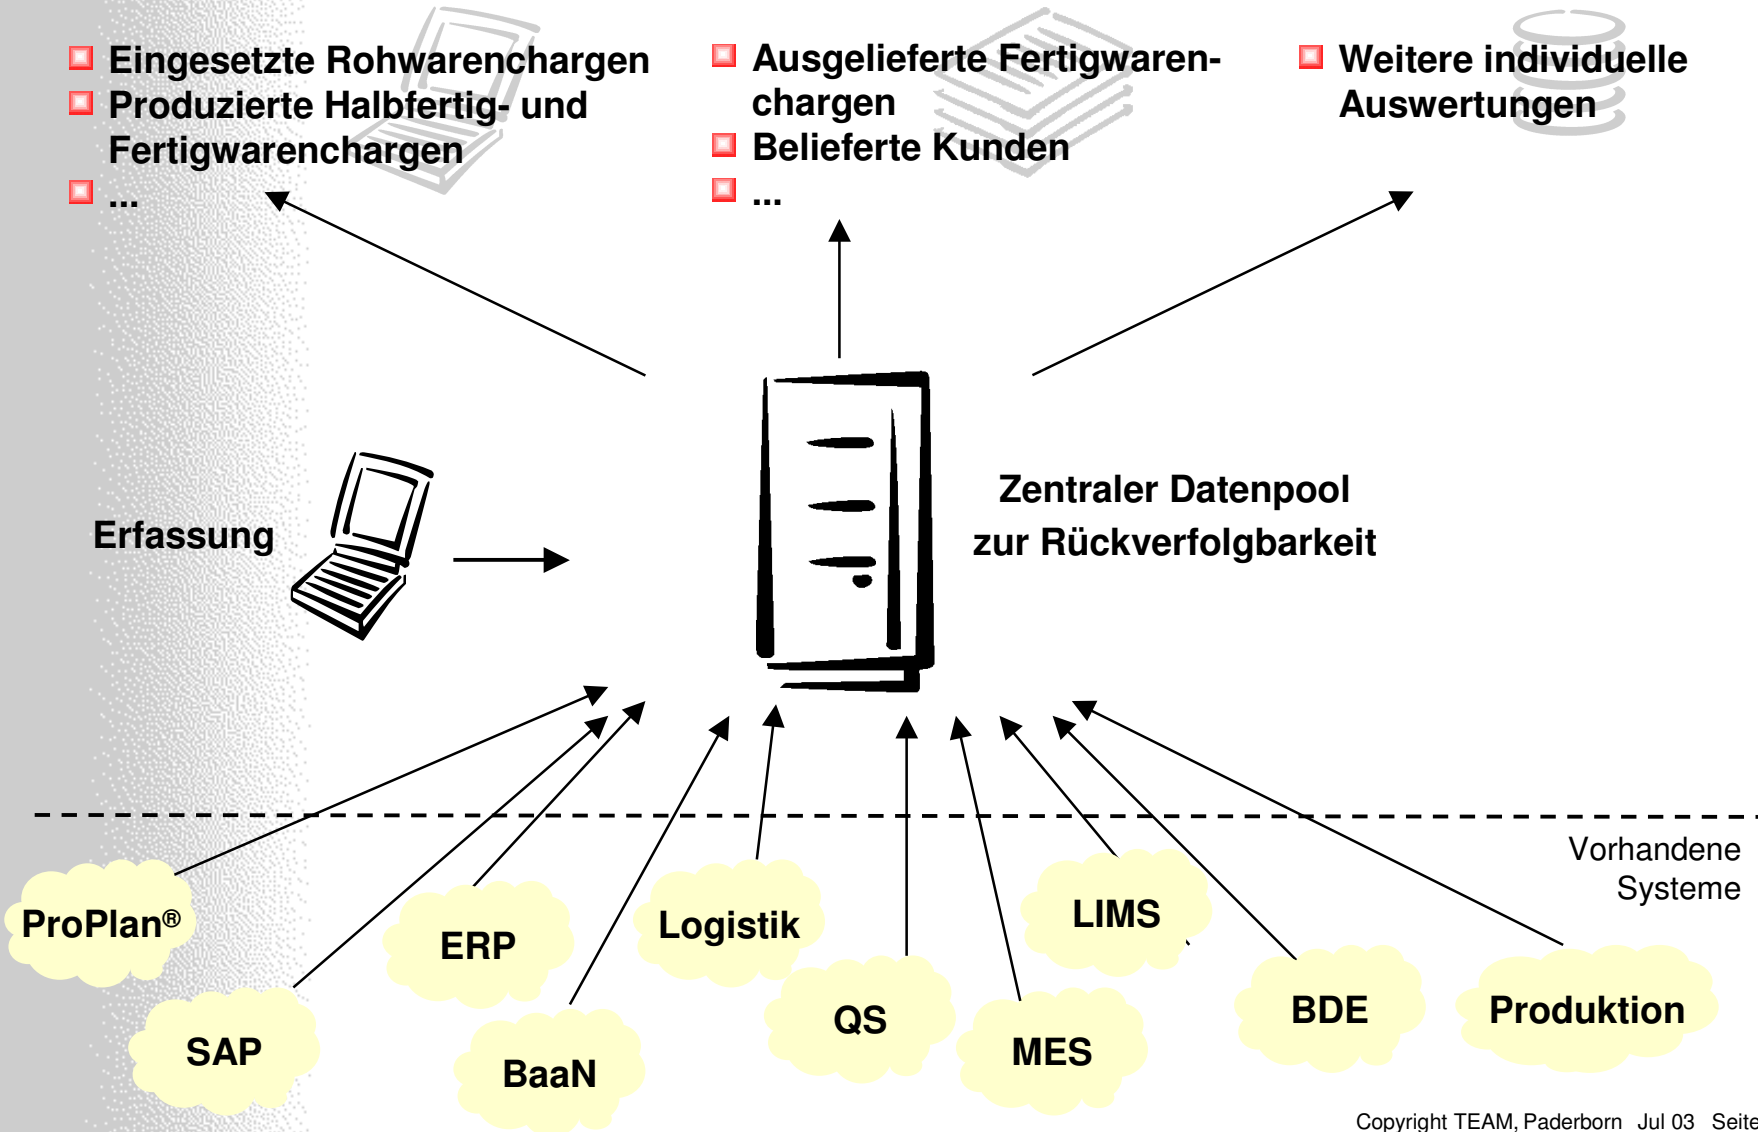 Eingesetzte Rohwarenchargen
Produzierte Halbfertig- und
Fertigwarenchargen
...
Ausgelieferte Fertigwaren-
chargen
Belieferte Kunden
...
Weitere individuelle
Auswertungen
Erfassung
Zentraler Datenpool
zur Rückverfolgbarkeit
Vorhandene
Systeme
ProPlan®
ERP
Logistik
LIMS
SAP
BaaN
QS
MES
BDE
Produktion
Copyright TEAM, Paderborn Jul 03 Seite